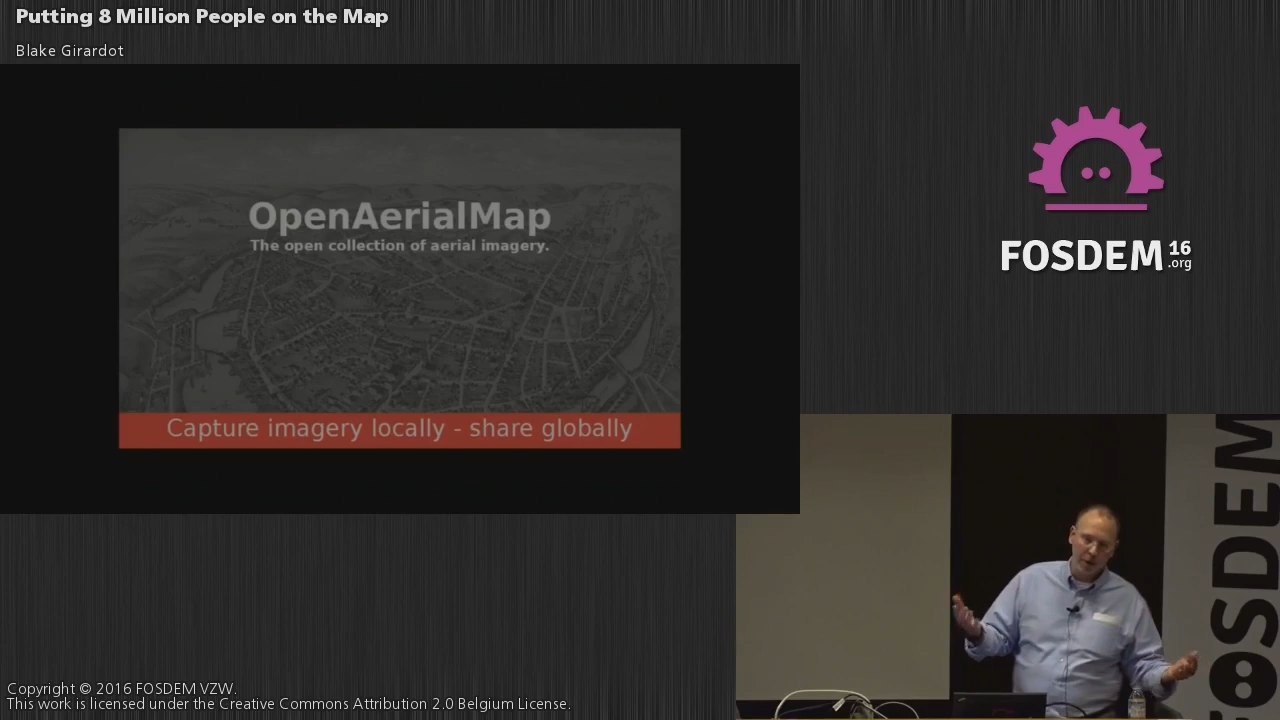 Putting 8 Million People on the Map
Blake Girardot
OpenAerialMap
The open collection of aerial imagery.
Capture imagery locally - share globally
FOSDEM 16
.org
FOSDEM
Copyright © 2016 FOSDEM VZW.
This work is licensed under the Creative Commons Attribution 2.0 Belgium License.